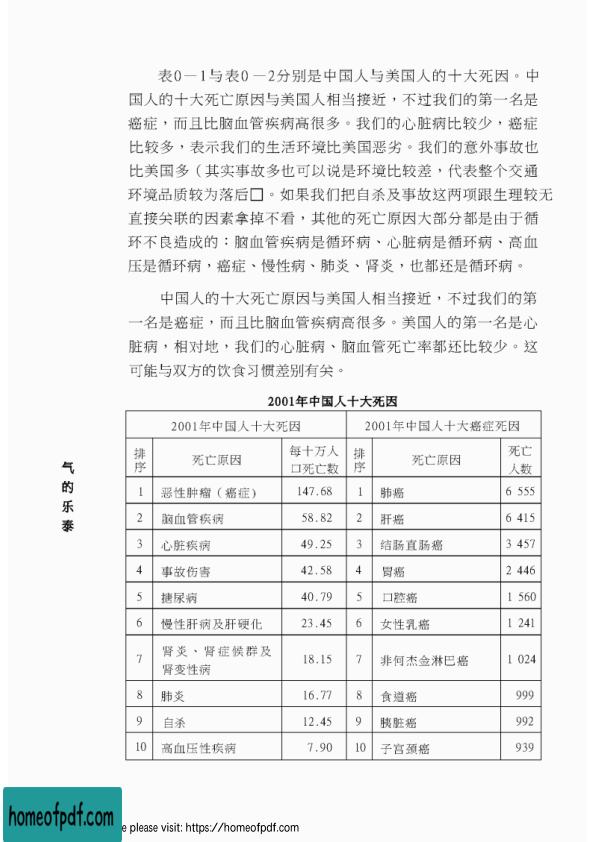 表0－1与表0－2分别是中国人与美国人的十大死因。中
国人的十大死亡原因与美国人相当接近，不过我们的第一名是
癌症，而且比脑血管疾病高很多。我们的心脏病比较少，癌症
比较多，表示我们的生活环境比美国恶劣。我们的意外事故也
比美国多（其实事故多也可以说是环境比较差，代表整个交通
环境品质较为落后□。如果我们把自杀及事故这两项跟生理较无
直接关联的因素拿掉不看，其他的死亡原因大部分都是由于循
环不良造成的：脑血管疾病是循环病、心脏病是循环病、高血
压是循环病，癌症、慢性病、肺炎、肾炎，也都还是循环病。
中国人的十大死亡原因与美国人相当接近，不过我们的第
一名是癌症，而且比脑血管疾病高很多。美国人的第一名是心
脏病，相对地，我们的心脏病、脑血管死亡率都还比较少。这
可能与双方的饮食习惯差别有关。
2001年中国人十大死因
2001年中国人十大死因 2001年中国人十大癌症死因
排序 死亡原因 每十万人口死亡数 排序 死亡原因 死亡人数
1 恶性肿瘤（癌症） 147.68 1 肺癌 6 555
2 脑血管疾病 58.82 2 肝癌 6 415
3 心脏疾病 49.25 3 结肠直肠癌 3 457
4 事故伤害 42.58 4 胃癌 2 446
5 搪尿病 40.79 5 口腔癌 1 560
6 慢性肝病及肝硬化 23.45 6 女性乳癌 1 241
7 肾炎、肾症候群及肾变性病 18.15 7 非何杰金淋巴癌 1 024
8 肺炎 16.77 8 食道癌 999
9 自杀 12.45 9 胰脏癌 992
10 高血压性疾病 7.90 10 子宫颈癌 939
气的乐泰
homeofpdf.com
e please visit: https://homeofpdf.com